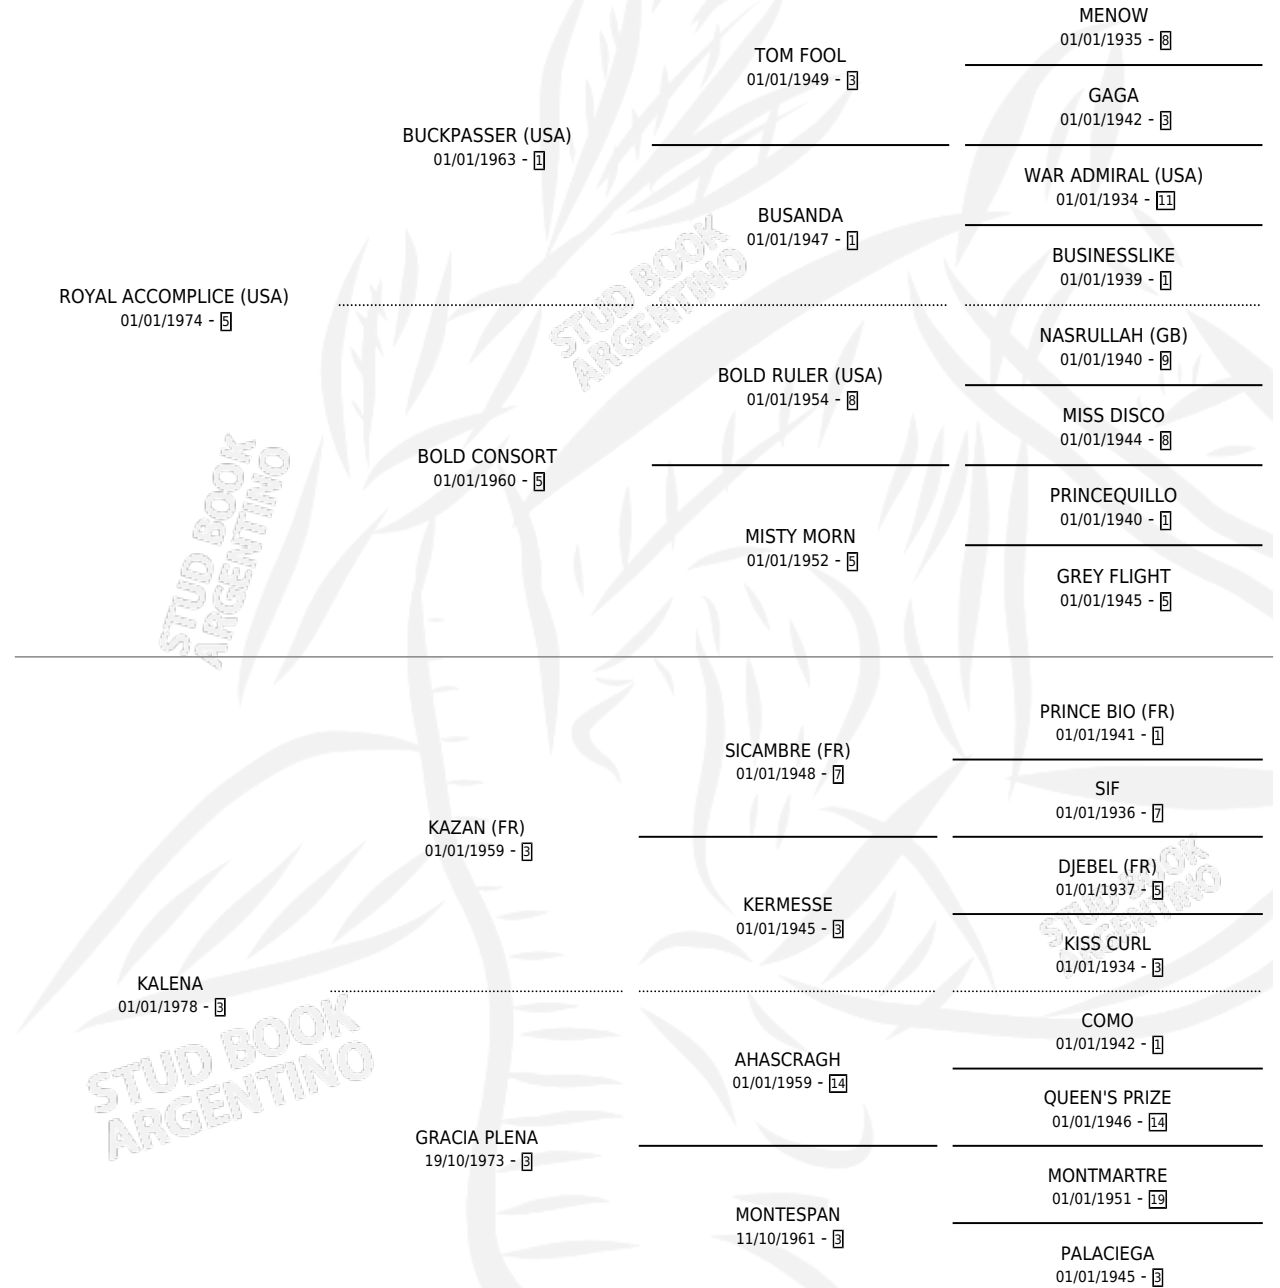 MENOW
01/01/1935 - 8
TOM FOOL
01/01/1949 - 3
GAGA
01/01/1942 - 3
BUCKPASSER (USA)
01/01/1963 - 1
WAR ADMIRAL (USA)
01/01/1934 - 11
BUSANDA
01/01/1947 - 1
BUSINESSLIKE
01/01/1939 - 1
ROYAL ACCOMPLICE (USA)
01/01/1974 - 5
STUD BOOK
ARGENTINO
NASRULLAH (GB)
01/01/1940 - 9
BOLD RULER (USA)
01/01/1954 - 8
MISS DISCO
01/01/1944 - 8
BOLD CONSORT
01/01/1960 - 5
PRINCEQUILLO
01/01/1940 - 1
MISTY MORN
01/01/1952 - 5
GREY FLIGHT
01/01/1945 - 5
STUD BOOK
ARGENTINO
PRINCE BIO (FR)
01/01/1941 - 1
SICAMBRE (FR)
01/01/1948 - 7
SIF
01/01/1936 - 7
KAZAN (FR)
01/01/1959 - 3
DJEBEL (FR)
01/01/1937 - 5
KERMESSE
01/01/1945 - 3
STUD BOOK
ARGENTINO
KISS CURL
01/01/1934 - 3
KALENA
01/01/1978 - 3
COMO
01/01/1942 - 1
AHASCRAGH
01/01/1959 - 14
QUEEN'S PRIZE
01/01/1946 - 14
STUD BOOK
ARGENTINO
GRACIA PLENA
19/10/1973 - 3
MONTMARTRE
01/01/1951 - 19
MONTESPAN
11/10/1961 - 3
PALACIEGA
01/01/1945 - 3